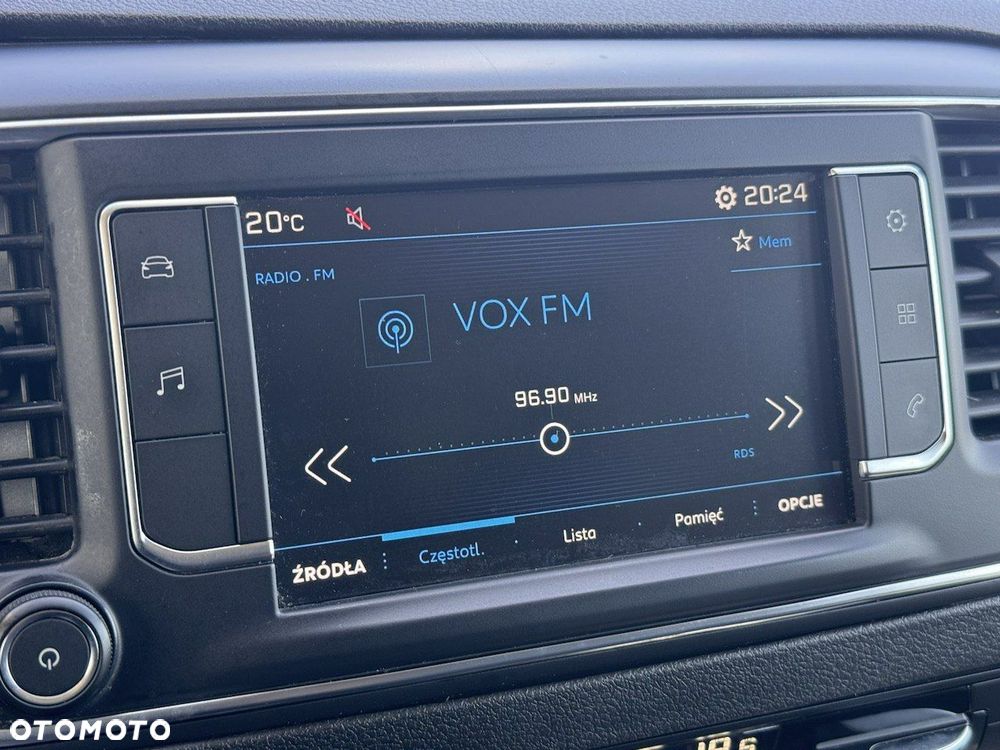 20°C 20:24
Mem
RADIO . FM
VOX FM
96.90 MHz
RDS
ŹRÓDŁA Częstotl. Lista Pamięć OPCJE
OTOMOTO